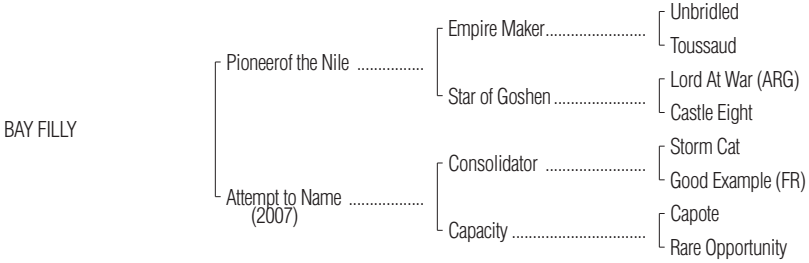 Unbridled
Empire Maker.........................
Toussaud
Pioneerof the Nile ................
Lord At War (ARG)
Star of Goshen.......................
Castle Eight
BAY FILLY
Storm Cat
Consolidator .........................
Good Example (FR)
Attempt to Name ..................
(2007)
Capote
Capacity .................................
Rare Opportunity